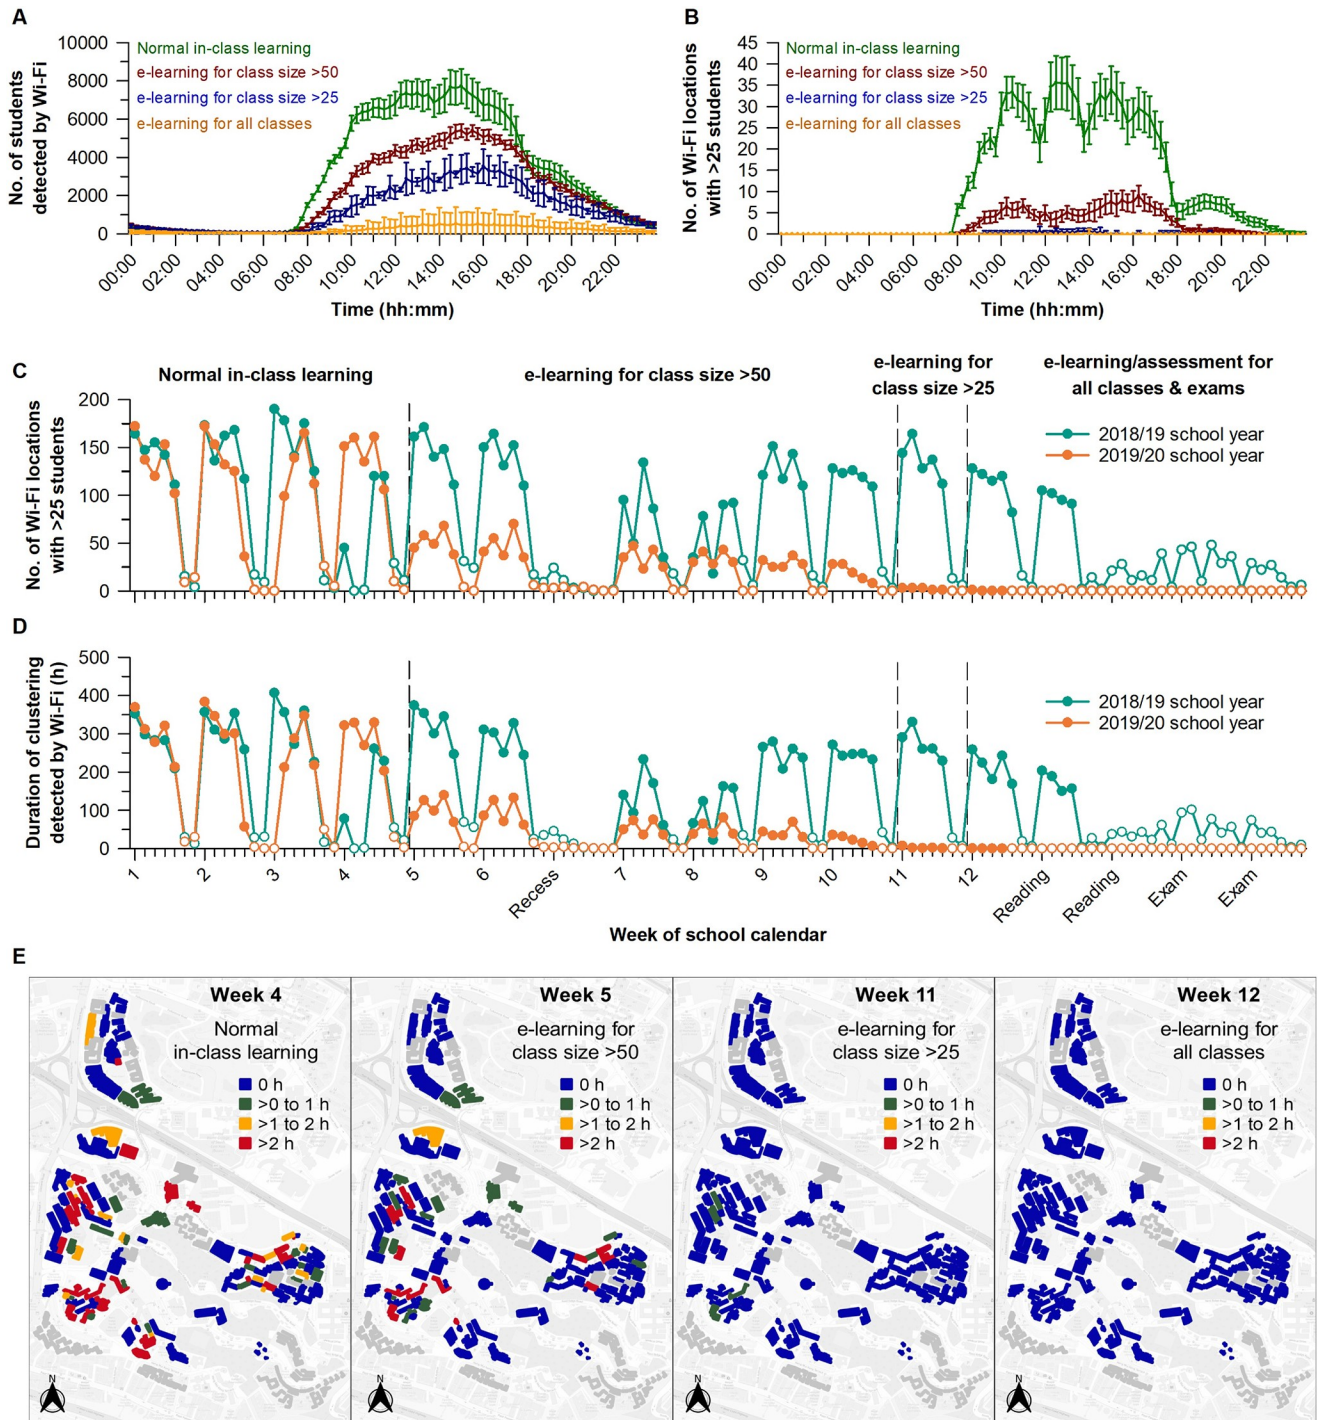 A
No. of students
detected by Wi-Fi
10000
8000
6000
4000
2000
0
Normal in-class learning
e-learning for class size >50
e-learning for class size >25
e-learning for all classes
00:00
02:00
04:00
06:00
08:00
10:00
12:00
14:00
16:00
18:00
20:00
22:00
Time (hh:mm)
B
No. of Wi-Fi locations
with >25 students
45
40
35
30
25
20
15
10
5
0
Normal in-class learning
e-learning for class size >50
e-learning for class size >25
e-learning for all classes
00:00
02:00
04:00
06:00
08:00
10:00
12:00
14:00
16:00
18:00
20:00
22:00
Time (hh:mm)
C
Normal in-class learning
e-learning for class size >50
e-learning for
class size >25
e-learning/assessment for
all classes & exams
No. of Wi-Fi locations
with >25 students
200
150
100
50
0
2018/19 school year
2019/20 school year
D
Duration of clustering
detected by Wi-Fi (h)
500
400
300
200
100
0
2018/19 school year
2019/20 school year
1
2
3
4
5
6
Recess
7
8
9
10
11
12
Reading
Reading
Exam
Exam
Week of school calendar
E
Week 4
Normal
in-class learning
0 h
>0 to 1 h
>1 to 2 h
>2 h
N
Week 5
e-learning for
class size >50
0 h
>0 to 1 h
>1 to 2 h
>2 h
N
Week 11
e-learning for
class size >25
0 h
>0 to 1 h
>1 to 2 h
>2 h
N
Week 12
e-learning for
all classes
0 h
>0 to 1 h
>1 to 2 h
>2 h
N